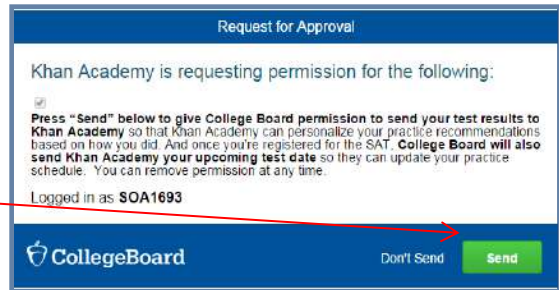 Request for Approval
Khan Academy is requesting permission for the following:
Press “Send” below to give College Board permission to send your test results to
Khan Academy so that Khan Academy can personalize your practice recommendations
based on how you did. And once you're registered for the SAT, College Board will also
send Khan Academy your upcoming test date so they can update your practice
schedule. You can remove permission at any time.
Logged in as SOA1693
CollegeBoard
Don't Send
Send